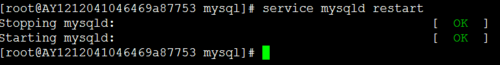 [root@AY1212041046469a87753 mysql]# service mysqld restart
Stopping mysqld: [ OK ]
Starting mysqld: [ OK ]
[root@AY1212041046469a87753 mysql]#